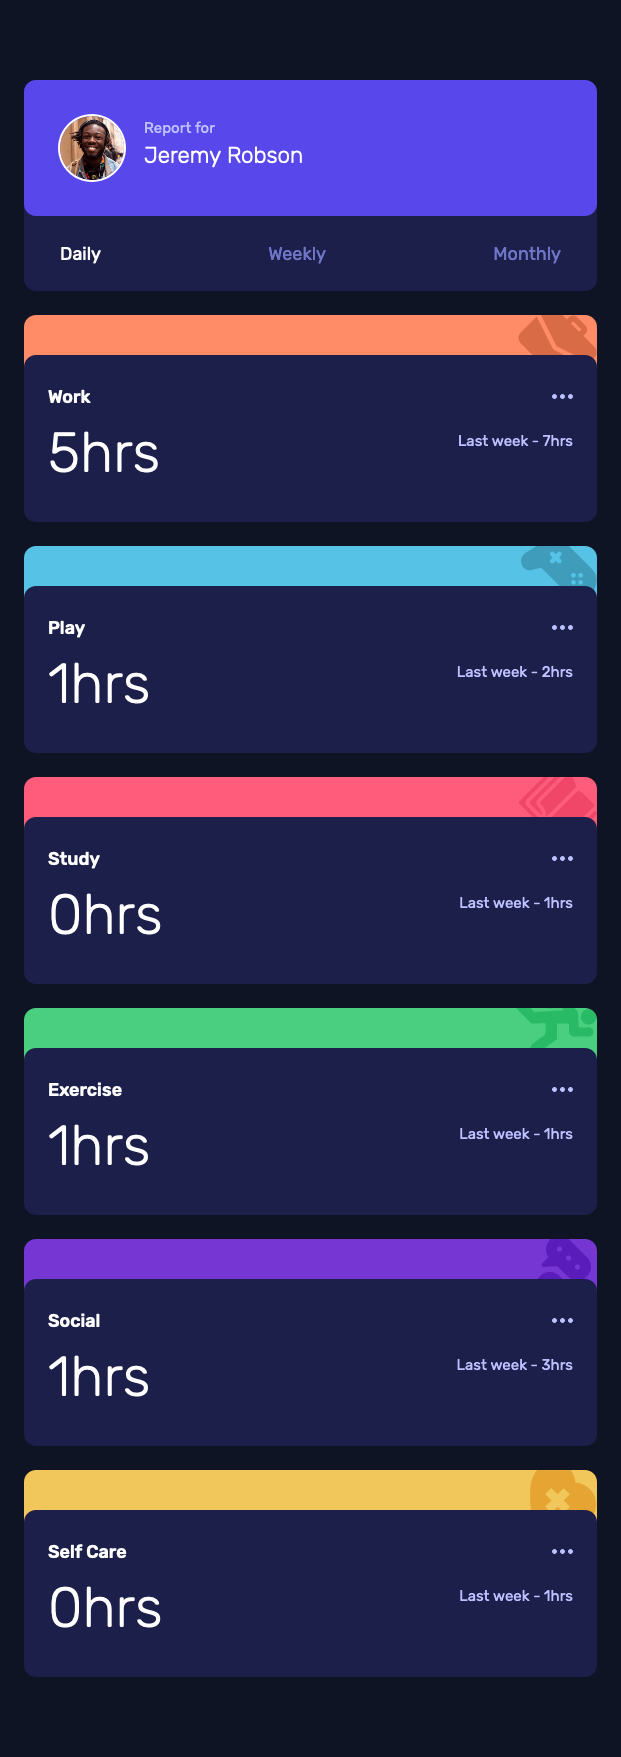 Report for
Jeremy Robson
Daily Weekly Monthly
Work
5hrs
Last week - 7hrs
Play
1hrs
Last week - 2hrs
Study
0hrs
Last week - 1hrs
Exercise
1hrs
Last week - 1hrs
Social
1hrs
Last week - 3hrs
Self Care
0hrs
Last week - 1hrs